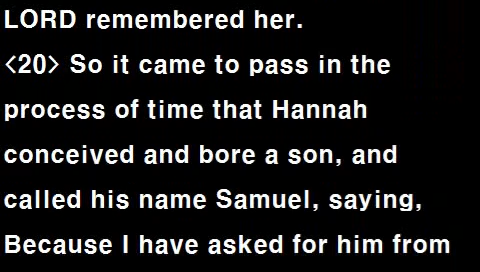 LORD remembered her.
<20> So it came to pass in the
process of time that Hannah
conceived and bore a son, and
called his name Samuel, saying,
Because I have asked for him from